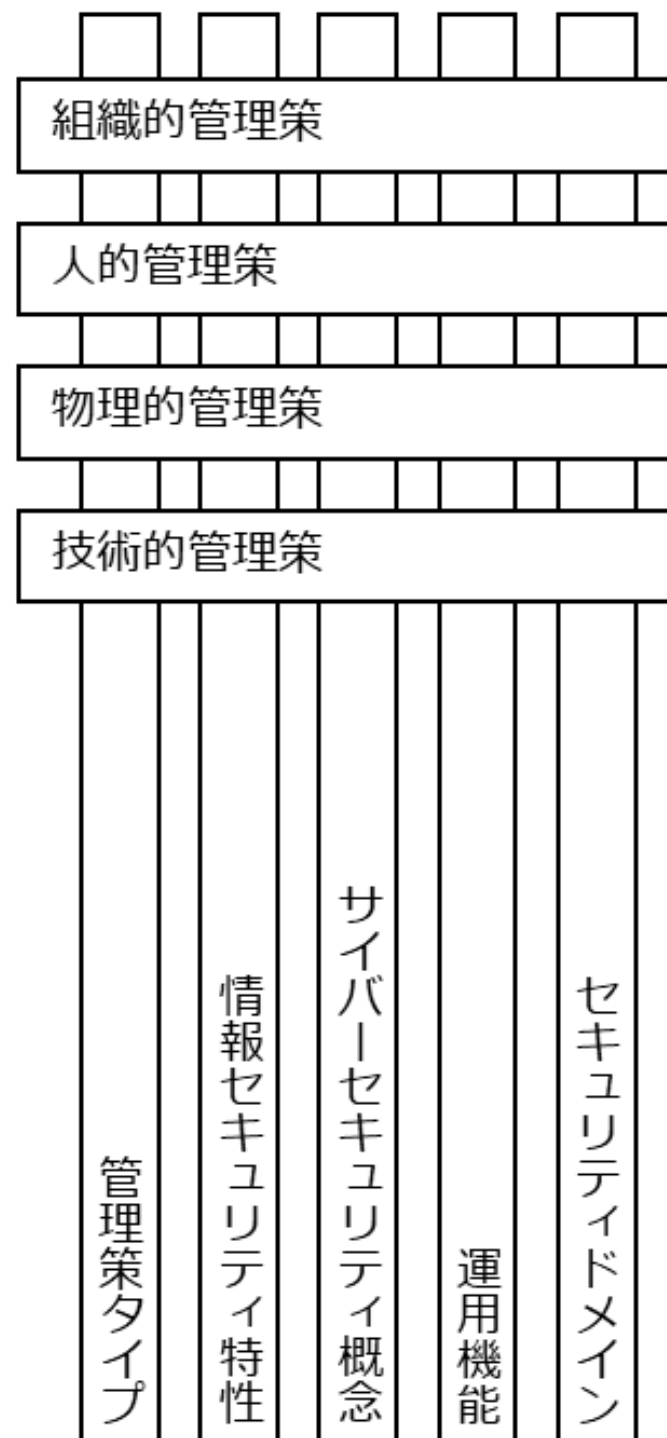 組織的管理策
人的管理策
物理的管理策
技術的管理策
管理策タイプ
情報セキュリティ特性
サイバーセキュリティ概念
運用機能
セキュリティドメイン